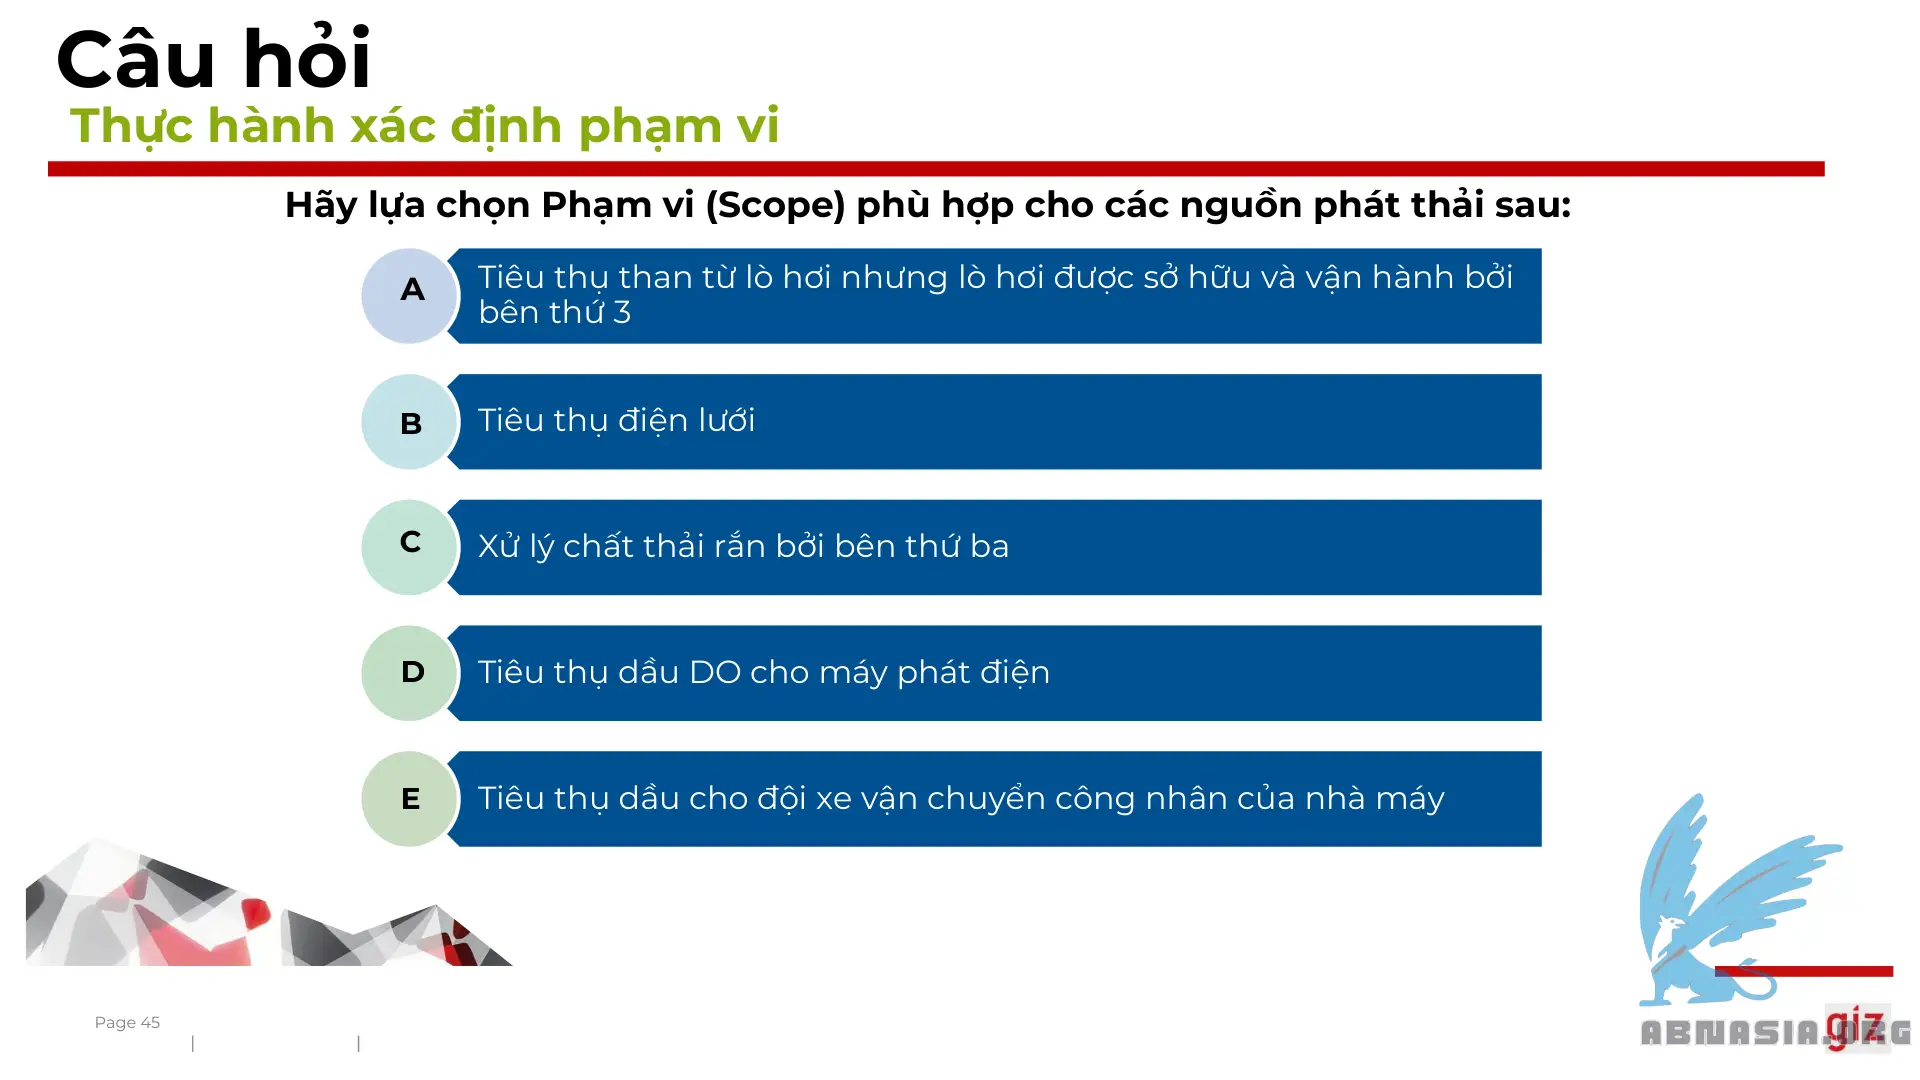 Câu hỏi
Thực hành xác định phạm vi
Hãy lựa chọn Phạm vi (Scope) phù hợp cho các nguồn phát thải sau:
A
Tiêu thụ than từ lò hơi nhưng lò hơi được sở hữu và vận hành bởi
bên thứ 3
B
Tiêu thụ điện lưới
C
Xử lý chất thải rắn bởi bên thứ ba
D
Tiêu thụ dầu DO cho máy phát điện
E
Tiêu thụ dầu cho đội xe vận chuyển công nhân của nhà máy
Page 45
giz
ABNASIA.ORG